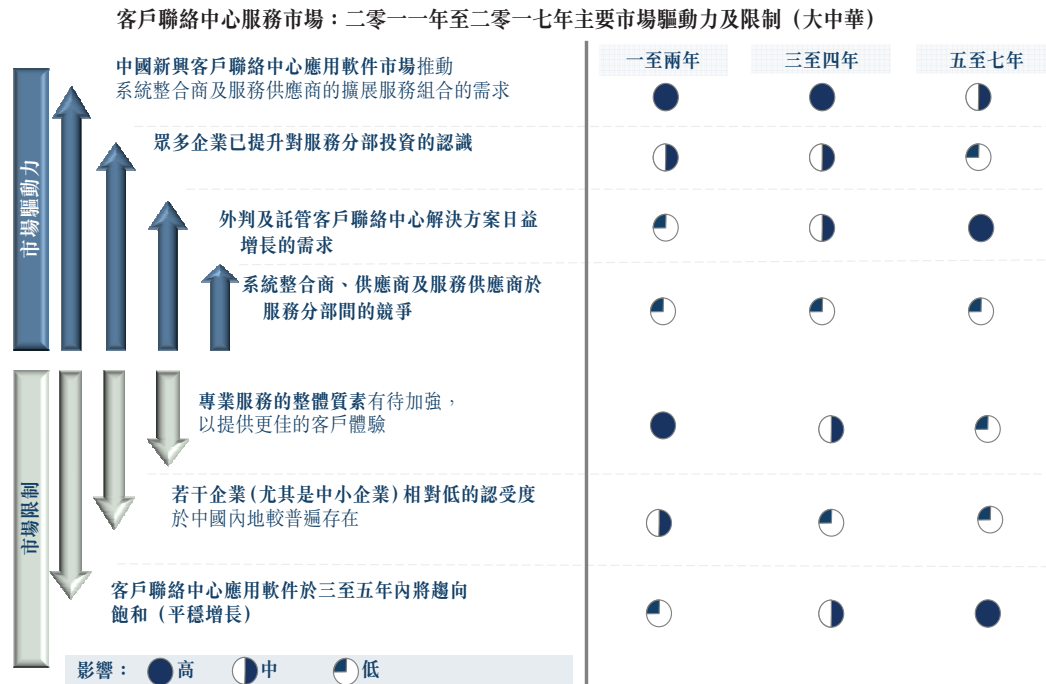 客戶聯絡中心服務市場：二零一一年至二零一七年主要市場驅動力及限制（大中華）
一至兩年
三至四年
五至七年
市場驅動力
中國新興客戶聯絡中心應用軟件市場推動
系統整合商及服務供應商的擴展服務組合的需求
眾多企業已提升對服務分部投資的認識
外判及託管客戶聯絡中心解決方案日益
增長的需求
系統整合商、供應商及服務供應商於
服務分部間的競爭
市場限制
專業服務的整體質素有待加強，
以提供更佳的客戶體驗
若干企業(尤其是中小企業)相對低的認受度
於中國內地較普遍存在
客戶聯絡中心應用軟件於三至五年內將趨向
飽和（平穩增長）
影響：
高
中
低